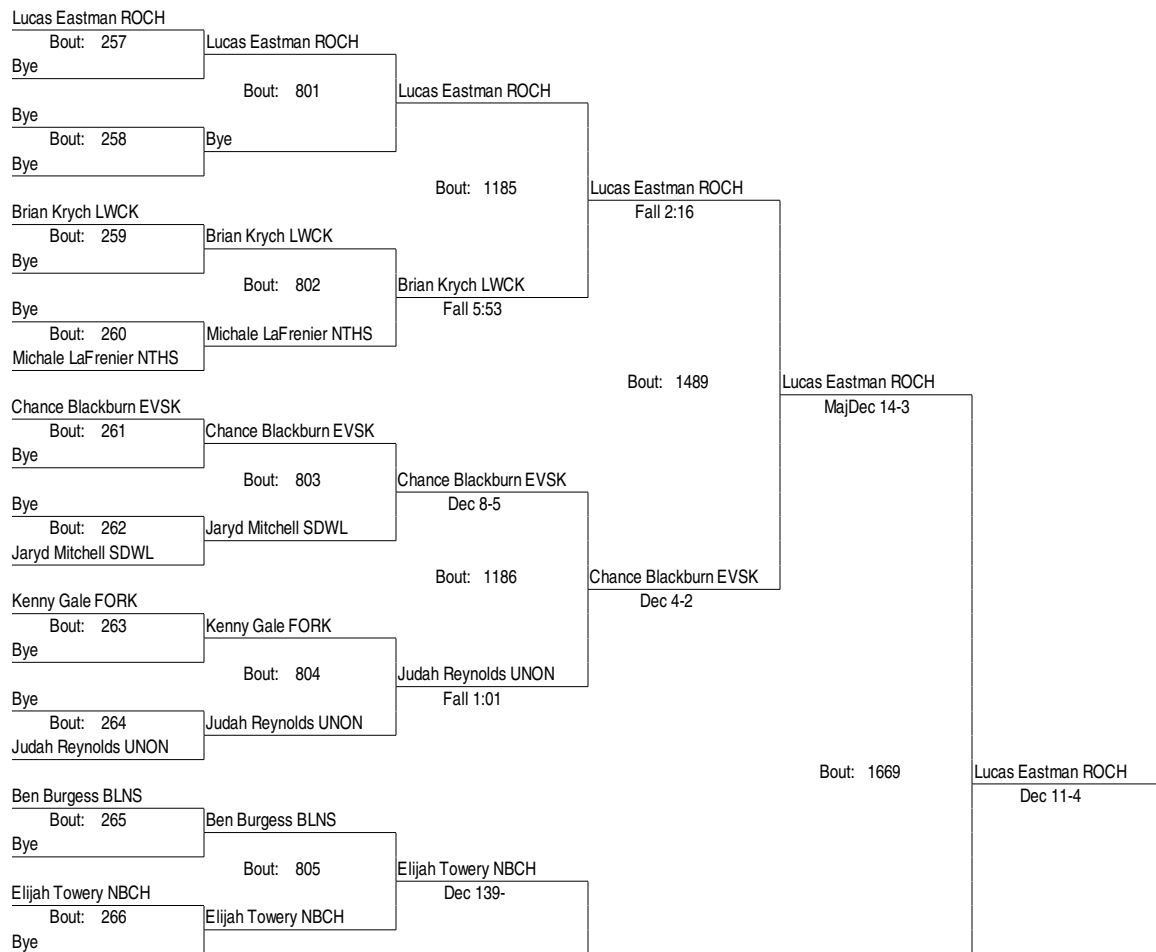 Lucas Eastman ROCH
Bout: 257
Lucas Eastman ROCH
Bye
Bout: 801
Lucas Eastman ROCH
Bye
Bout: 258
Bye
Bye
Bout: 1185
Lucas Eastman ROCH
Fall 2:16
Brian Krych LWCK
Bout: 259
Brian Krych LWCK
Bye
Bout: 802
Brian Krych LWCK
Fall 5:53
Bye
Bout: 260
Michale LaFrenier NTHS
Michale LaFrenier NTHS
Bout: 1489
Lucas Eastman ROCH
MajDec 14-3
Chance Blackburn EVSK
Bout: 261
Chance Blackburn EVSK
Bye
Bout: 803
Chance Blackburn EVSK
Dec 8-5
Bye
Bout: 262
Jaryd Mitchell SDWL
Jaryd Mitchell SDWL
Bout: 1186
Chance Blackburn EVSK
Dec 4-2
Kenny Gale FORK
Bout: 263
Kenny Gale FORK
Bye
Bout: 804
Judah Reynolds UNON
Fall 1:01
Bye
Bout: 264
Judah Reynolds UNON
Judah Reynolds UNON
Bout: 1669
Lucas Eastman ROCH
Dec 11-4
Ben Burgess BLNS
Bout: 265
Ben Burgess BLNS
Bye
Bout: 805
Elijah Towery NBCH
Dec 139-
Elijah Towery NBCH
Bout: 266
Elijah Towery NBCH
Bye